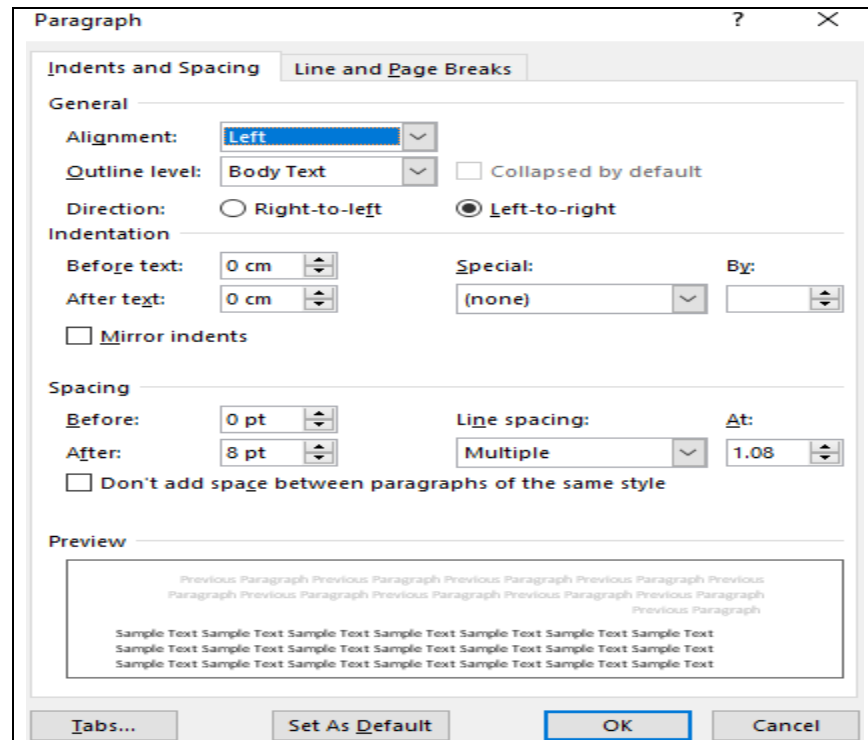 Paragraph ?
Indents and Spacing Line and Page Breaks
General
Alignment: Left
Outline level: Body Text Collapsed by default
Direction: Right-to-left Left-to-right
Indentation
Before text: 0 cm Special: By:
After text: 0 cm (none)
Mirror indents
Spacing
Before: 0 pt Line spacing: At:
After: 8 pt Multiple 1.08
Don't add space between paragraphs of the same style
Preview
Previous Paragraph Previous Paragraph Previous Paragraph Previous Paragraph Previous
Paragraph Previous Paragraph Previous Paragraph Previous Paragraph Previous Paragraph
Previous Paragraph
Sample Text Sample Text Sample Text Sample Text Sample Text Sample Text Sample Text
Sample Text Sample Text Sample Text Sample Text Sample Text Sample Text Sample Text
Sample Text Sample Text Sample Text Sample Text Sample Text Sample Text Sample Text
Tabs... Set As Default OK Cancel